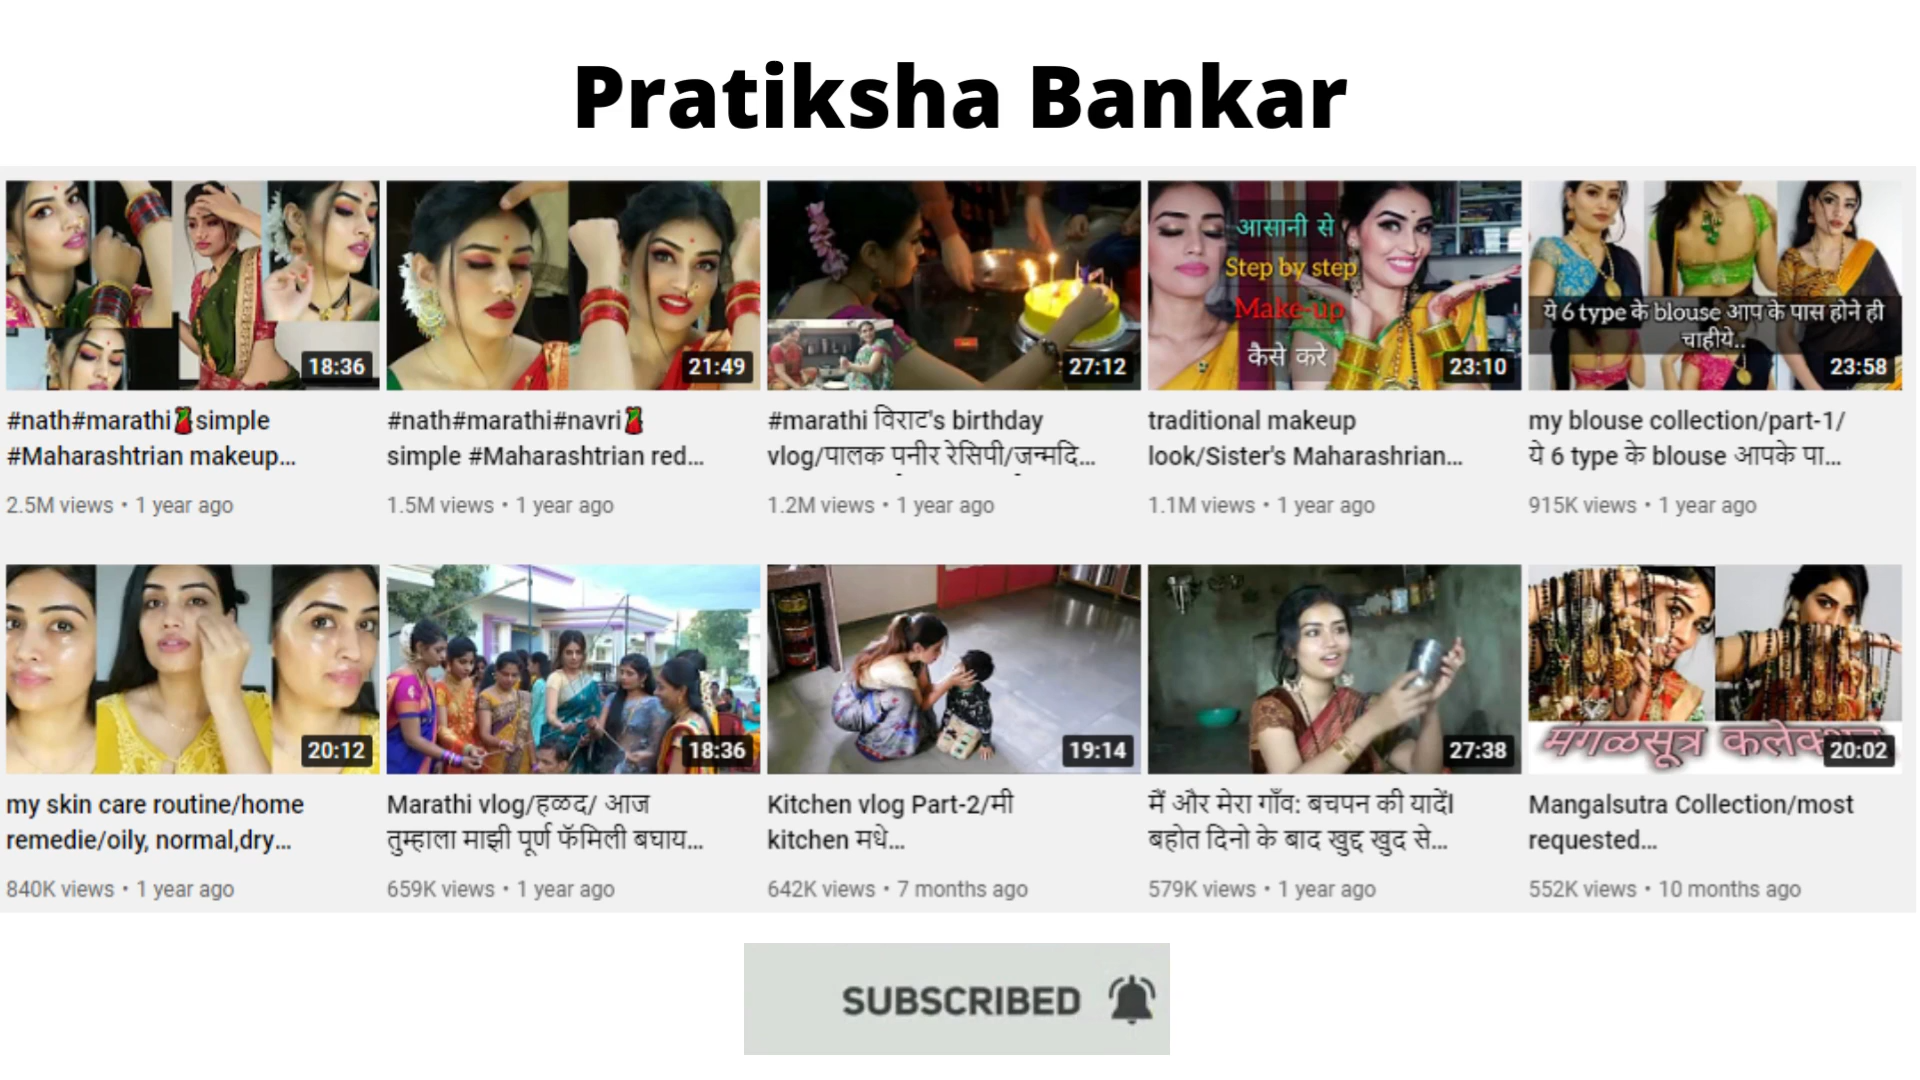 Pratiksha Bankar
आसानी से
Step by step
Make-up
कैसे करे
ये 6 type के blouse आप के पास होने ही
चाहीये..
18:36
21:49
27:12
23:10
23:58
#nath#marathi💃simple
#Maharashtrian makeup...
2.5M views • 1 year ago
#nath#marathi#navri💃
simple #Maharashtrian red...
1.5M views • 1 year ago
#marathi विराट's birthday
vlog/पालक पनीर रेसिपी/जन्मदि...
1.2M views • 1 year ago
traditional makeup
look/Sister's Maharashrian...
1.1M views • 1 year ago
my blouse collection/part-1/
ये 6 type के blouse आपके पा...
915K views • 1 year ago
मंगळसूत्र
20:12
18:36
19:14
27:38
20:02
my skin care routine/home
remedie/oily, normal,dry...
840K views • 1 year ago
Marathi vlog/हळद/ आज
तुम्हाला माझी पूर्ण फॅमिली बघाय...
659K views • 1 year ago
Kitchen vlog Part-2/मी
kitchen मधे...
642K views • 7 months ago
मैं और मेरा गाँव: बचपन की यादें।
बहोत दिनो के बाद खुद्द खुद से...
579K views • 1 year ago
Mangalsutra Collection/most
requested...
552K views • 10 months ago
SUBSCRIBED